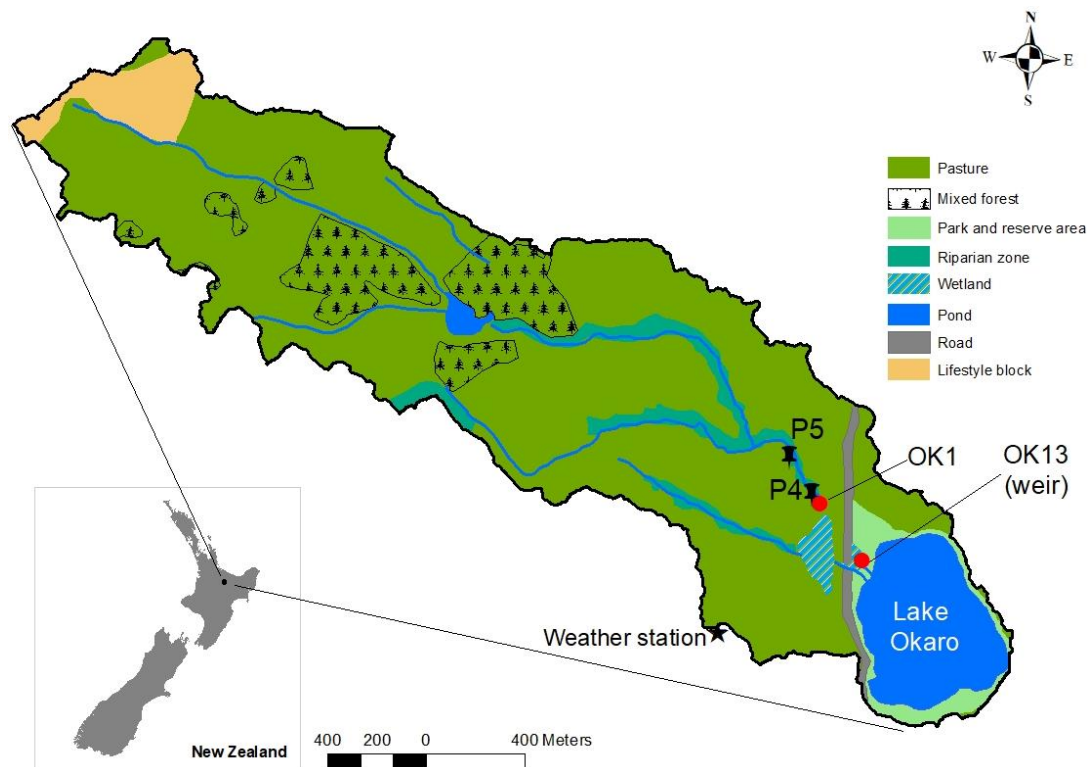 N
W
E
S
Pasture
Mixed forest
Park and reserve area
Riparian zone
Wetland
Pond
Road
Lifestyle block
P5
OK1
OK13
(weir)
P4
Lake
Okaro
Weather station
New Zealand
400 200 0 400 Meters